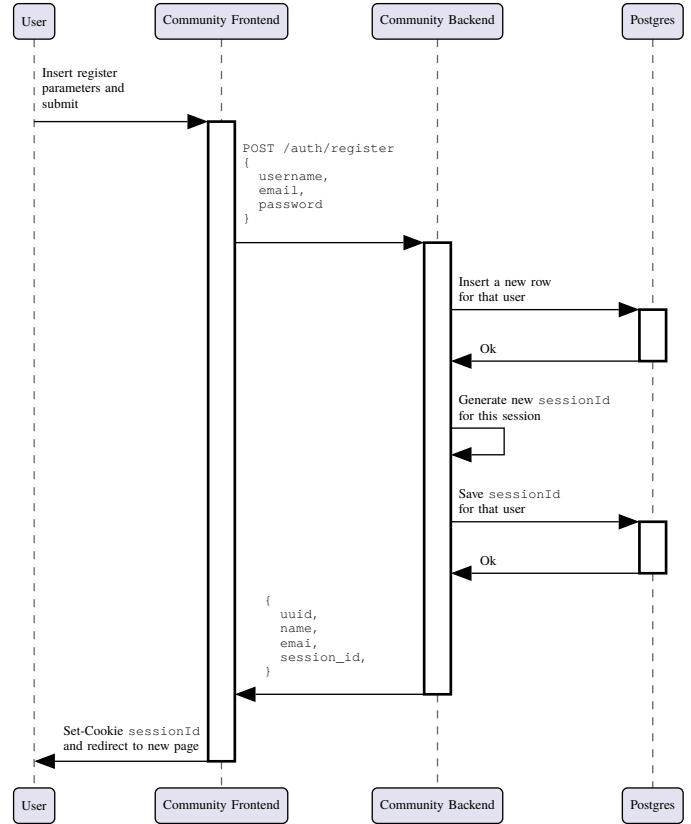 User
Community Frontend
Community Backend
Postgres
Insert register
parameters and
submit
POST /auth/register
{
username,
email,
password
}
Insert a new row
for that user
Ok
Generate new sessionId
for this session
Save sessionId
for that user
Ok
{
uuid,
name,
emai,
session_id,
}
Set-Cookie sessionId
and redirect to new page
User
Community Frontend
Community Backend
Postgres